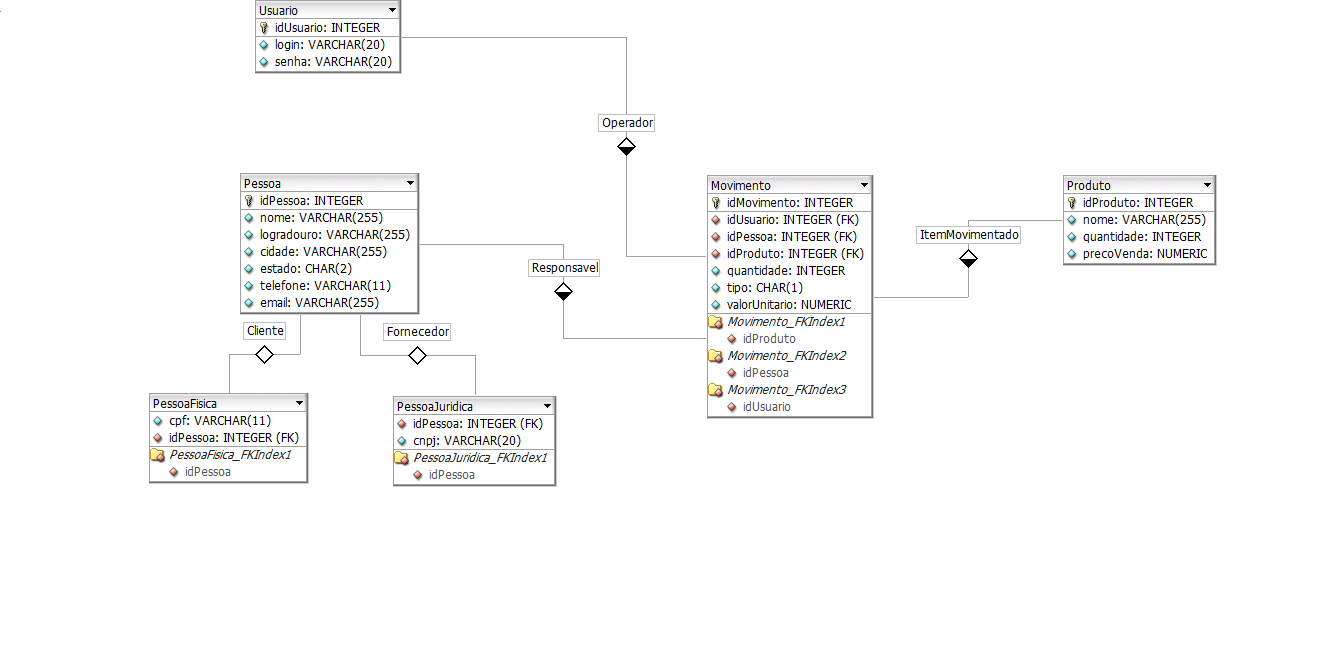 Usuario
idUsuario: INTEGER
login: VARCHAR(20)
senha: VARCHAR(20)
Operador
Pessoa
idPessoa: INTEGER
nome: VARCHAR(255)
logradouro: VARCHAR(255)
cidade: VARCHAR(255)
estado: CHAR(2)
telefone: VARCHAR(11)
email: VARCHAR(255)
Responsavel
Movimento
idMovimento: INTEGER
idUsuario: INTEGER (FK)
idPessoa: INTEGER (FK)
idProduto: INTEGER (FK)
quantidade: INTEGER
tipo: CHAR(1)
valorUnitario: NUMERIC
Movimento_FKIndex1
idProduto
Movimento_FKIndex2
idPessoa
Movimento_FKIndex3
idUsuario
ItemMovimentado
Produto
idProduto: INTEGER
nome: VARCHAR(255)
quantidade: INTEGER
precoVenda: NUMERIC
Cliente
Fornecedor
PessoaFisica
cpf: VARCHAR(11)
idPessoa: INTEGER (FK)
PessoaFisica_FKIndex1
idPessoa
PessoaJuridica
idPessoa: INTEGER (FK)
cnpj: VARCHAR(20)
PessoaJuridica_FKIndex1
idPessoa